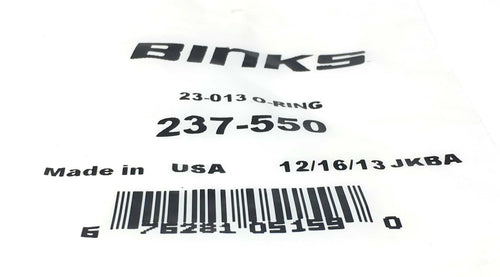 BINKS
23-013 O-RING
237-550
Made in USA 12/16/13 JKBA
6 76281 05159 0